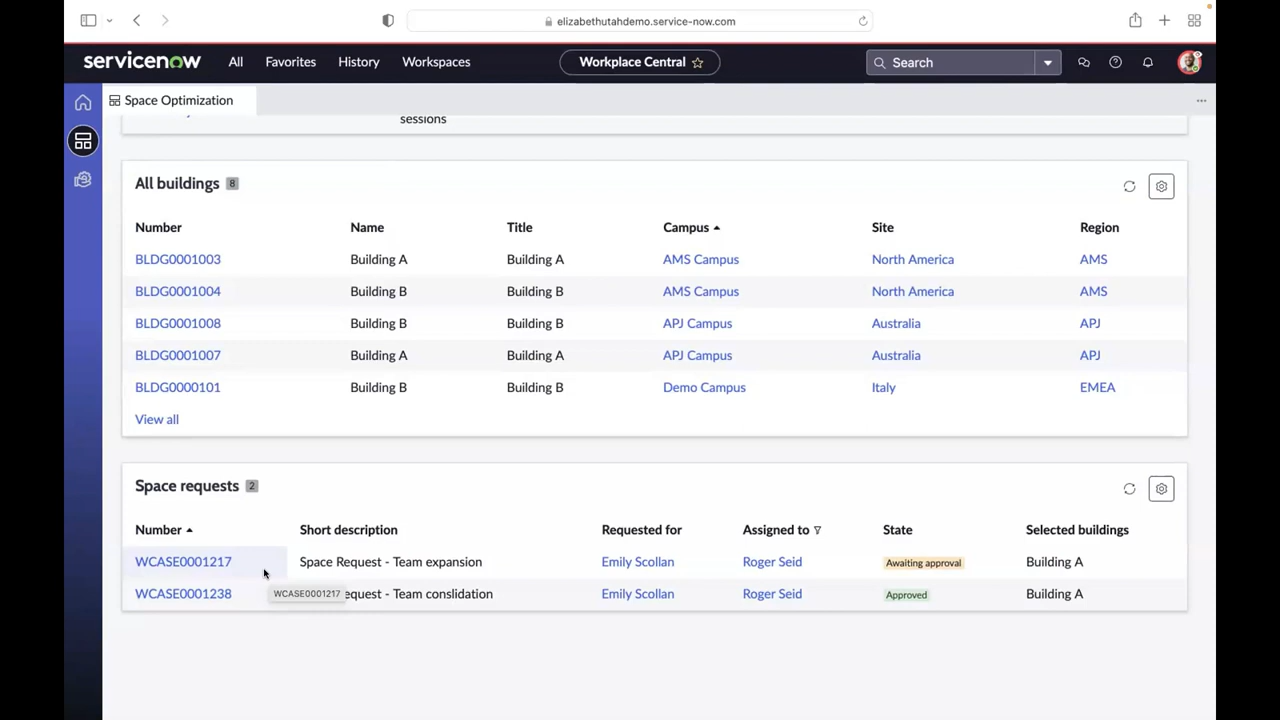 elizabethutahdemo.service-now.com
servicenow All Favorites History Workspaces Workplace Central Search
Space Optimization
sessions
All buildings 8
Number Name Title Campus Site Region
BLDG0001003 Building A Building A AMS Campus North America AMS
BLDG0001004 Building B Building B AMS Campus North America AMS
BLDG0001008 Building B Building B APJ Campus Australia APJ
BLDG0001007 Building A Building A APJ Campus Australia APJ
BLDG0000101 Building B Building B Demo Campus Italy EMEA
View all
Space requests 2
Number Short description Requested for Assigned to State Selected buildings
WCASE0001217 Space Request - Team expansion Emily Scollan Roger Seid Awaiting approval Building A
WCASE0001238 WCASE0001217 equest - Team conslidation Emily Scollan Roger Seid Approved Building A